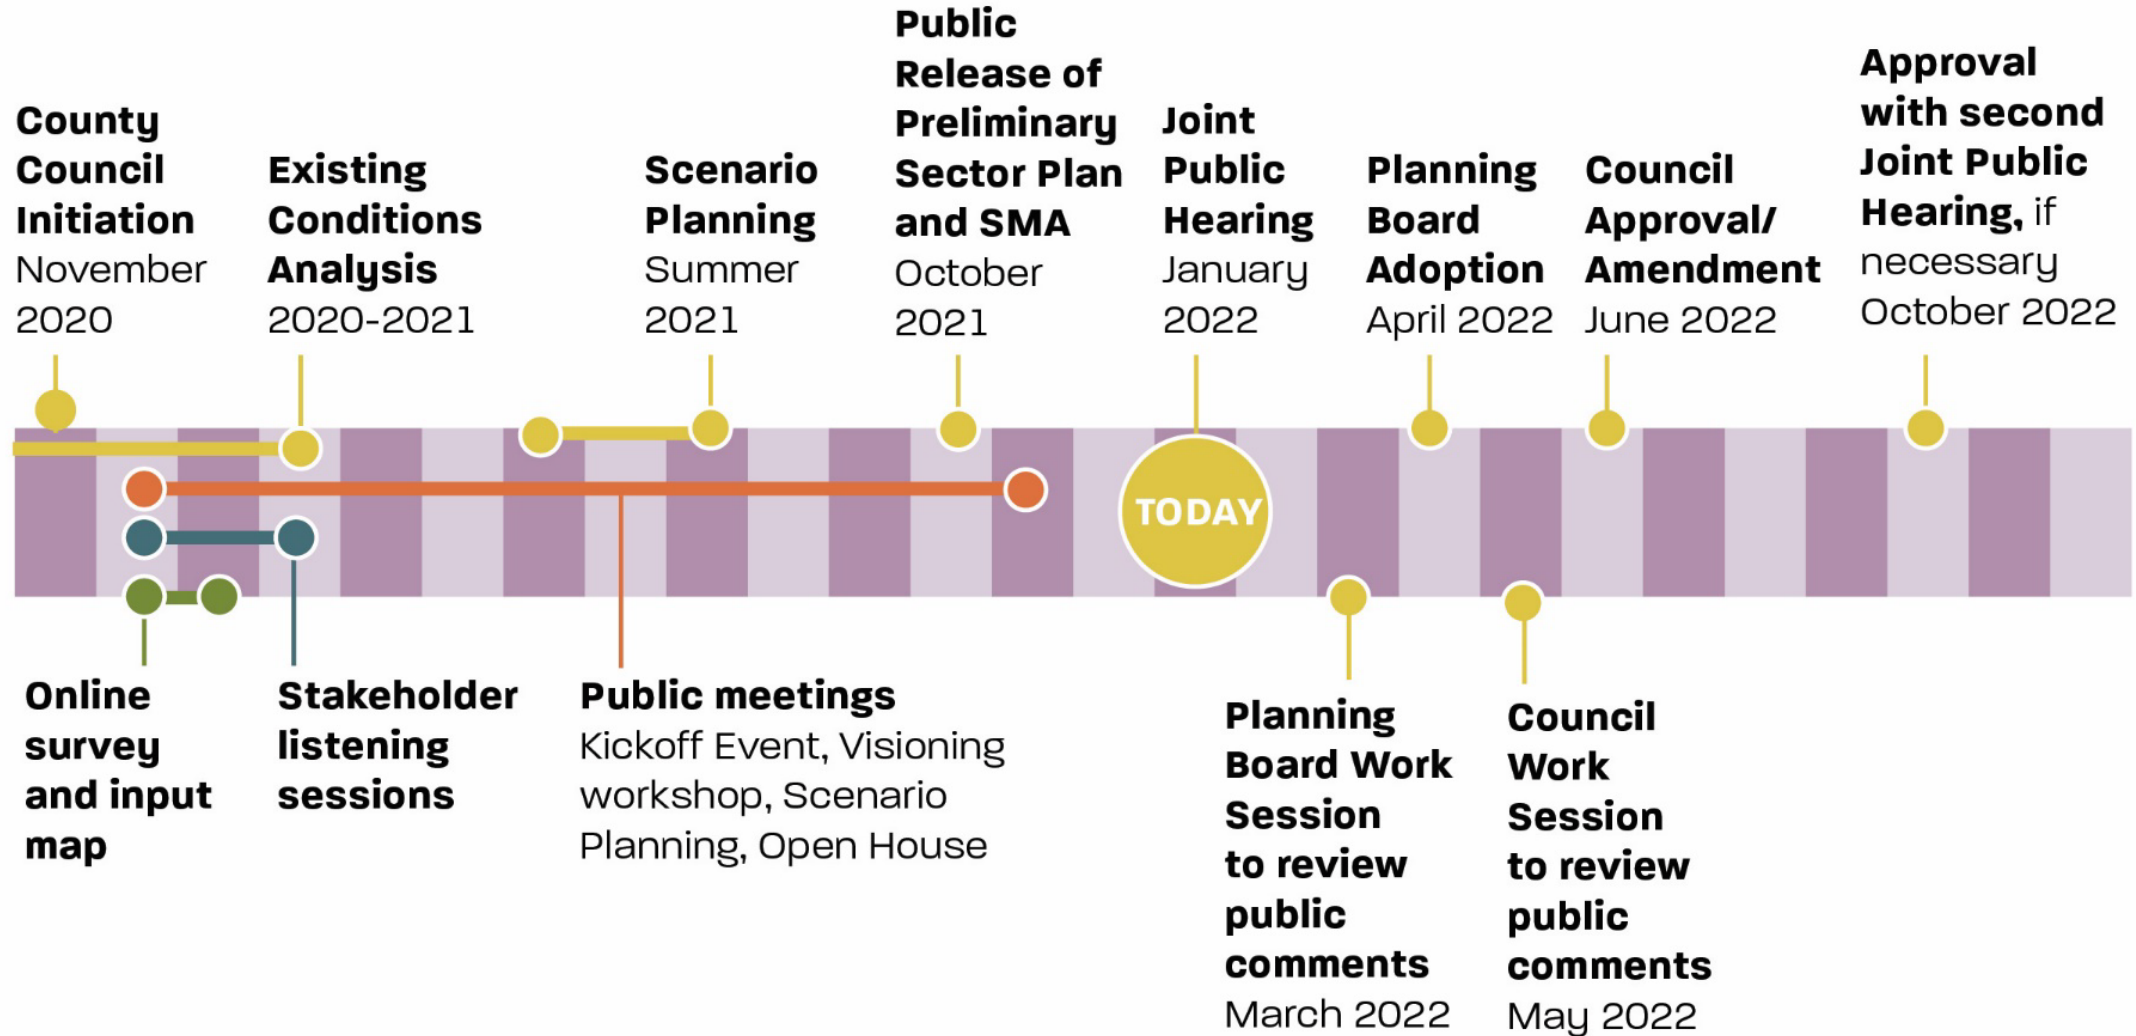 County
Council
Initiation
November
2020
Existing
Conditions
Analysis
2020-2021
Scenario
Planning
Summer
2021
Public
Release of
Preliminary
Sector Plan
and SMA
October
2021
Joint
Public
Hearing
January
2022
Planning
Board
Adoption
April 2022
Council
Approval/
Amendment
June 2022
Approval
with second
Joint Public
Hearing, if
necessary
October 2022
TODAY
Online
survey
and input
map
Stakeholder
listening
sessions
Public meetings
Kickoff Event, Visioning
workshop, Scenario
Planning, Open House
Planning
Board Work
Session
to review
public
comments
March 2022
Council
Work
Session
to review
public
comments
May 2022